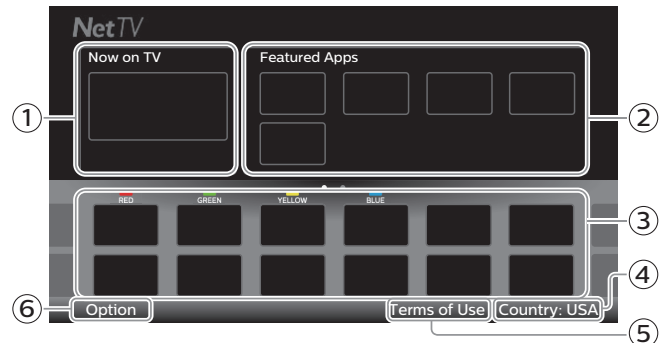 NetTV
Now on TV
Featured Apps
①
②
RED GREEN YELLOW BLUE
③
④
⑥
Option
Terms of Use
Country: USA
⑤